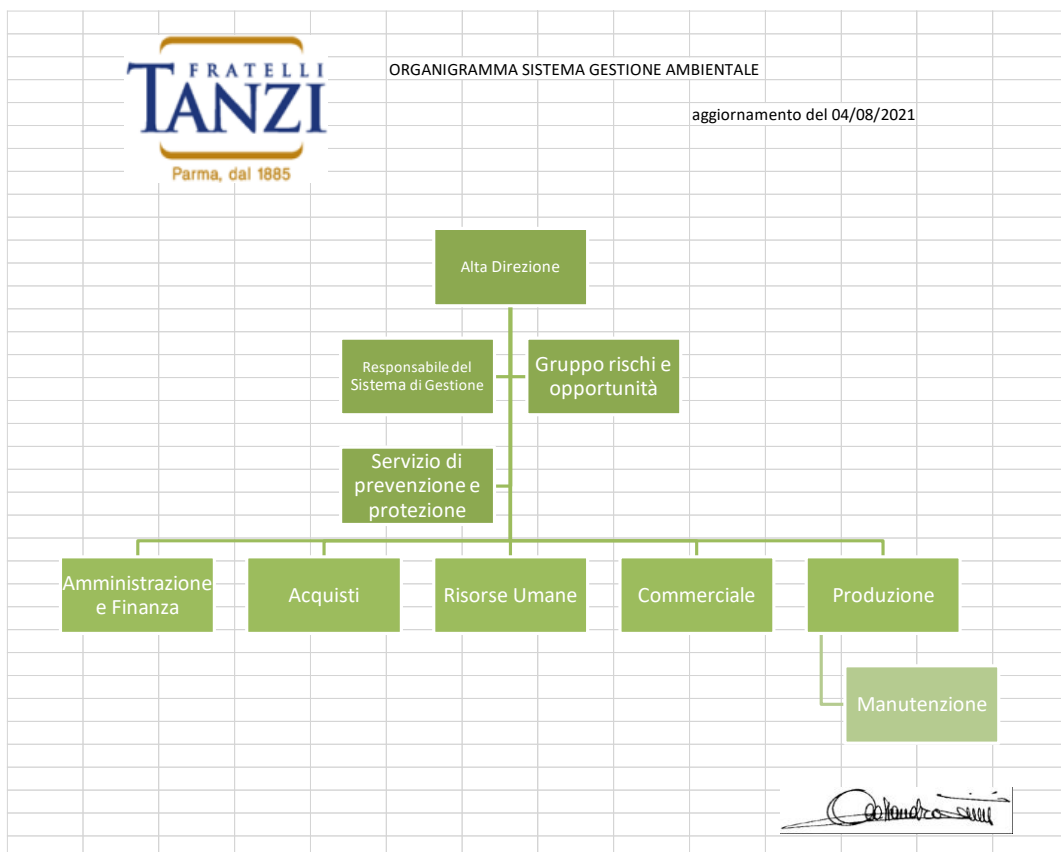 FRATELLI
TANZI
Parma, dal 1885
ORGANIGRAMMA SISTEMA GESTIONE AMBIENTALE
aggiornamento del 04/08/2021
Alta Direzione
Responsabile del
Sistema di Gestione
Gruppo rischi e
opportunità
Servizio di
prevenzione e
protezione
Amministrazione
e Finanza
Acquisti
Risorse Umane
Commerciale
Produzione
Manutenzione